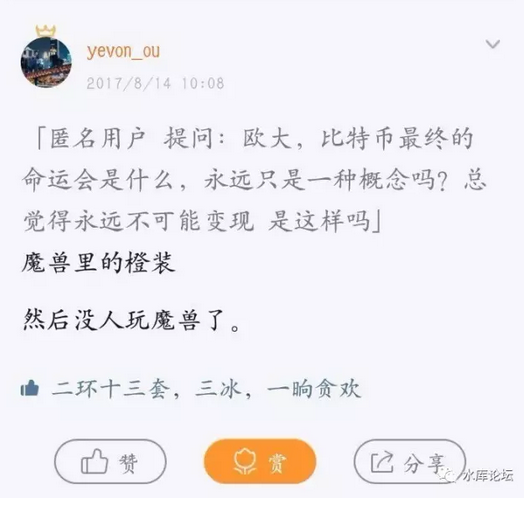 yevon_ou
2017/8/14 10:08
「匿名用户 提问：欧大，比特币最终的
命运会是什么，永远只是一种概念吗？总
觉得永远不可能变现 是这样吗」
魔兽里的橙装
然后没人玩魔兽了。
二环十三套，三冰，一晌贪欢
赞
赏
分享
水库论坛